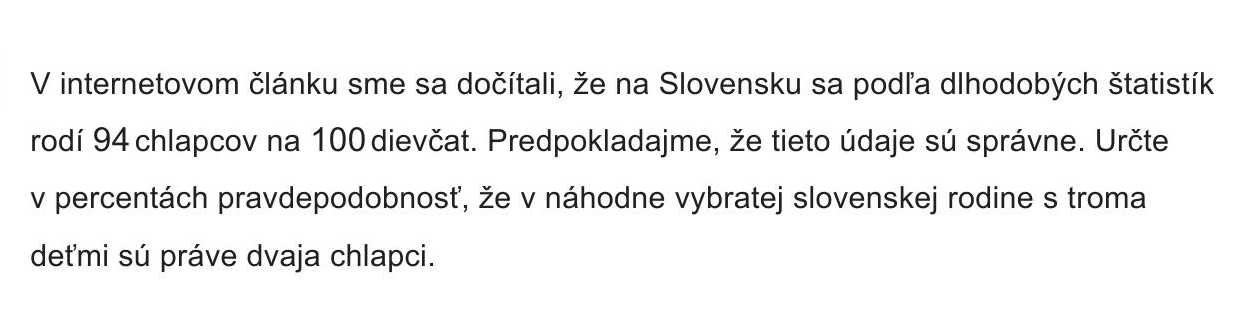 V internetovom článku sme sa dočítali, že na Slovensku sa podľa dlhodobých štatistík
rodí 94 chlapcov na 100 dievčat. Predpokladajme, že tieto údaje sú správne. Určte
v percentách pravdepodobnosť, že v náhodne vybratej slovenskej rodine s troma
deťmi sú práve dvaja chlapci.